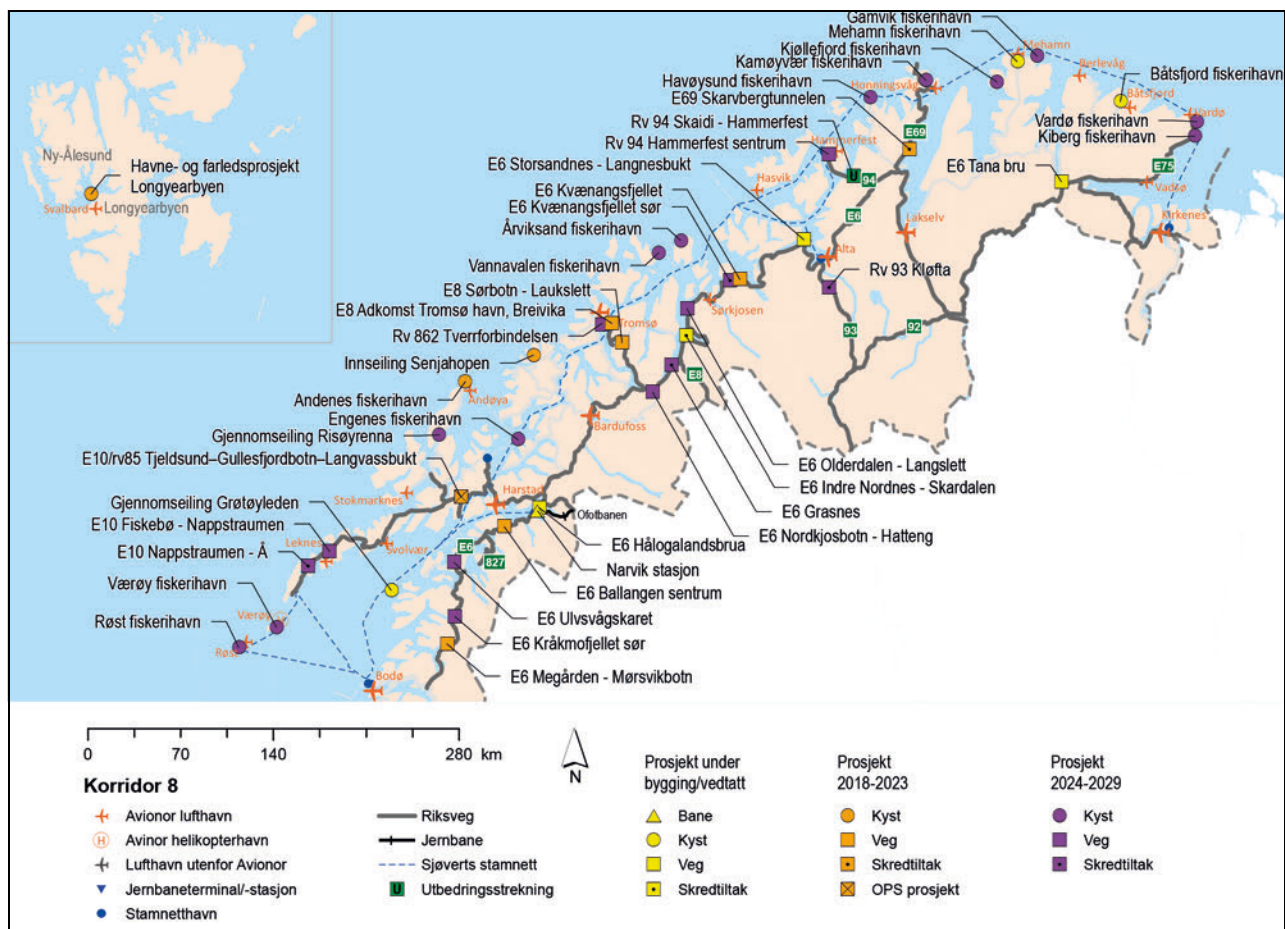 Gamvik fiskerihavn
Mehamn fiskerihavn
Mehamn
Kjøllefjord fiskerihavn
Kamøyvær fiskerihavn
Berlevåg
Båtsfjord fiskerihavn
Havøysund fiskerihavn
Honningsvåg
Båtsfjord
E69 Skarvbergtunnelen
Vardø
Rv 94 Skaidi - Hammerfest
Vardø fiskerihavn
E69
Rv 94 Hammerfest sentrum
Hammerfest
Kiberg fiskerihavn
Ny-Ålesund
E6 Storsandnes - Langnesbukt
E6 Tana bru
E75
Havne- og farledsprosjekt
Longyearbyen
U
94
E6 Kvænangsfjellet
Hasvik
Vadsø
Svalbard
Longyearbyen
E6 Kvænangsfjellet sør
E6
Årviksand fiskerihavn
Lakselv
Kirkenes
Alta
Vannavalen fiskerihavn
Rv 93 Kløfta
E8 Sørbotn - Laukslett
Sørkjosen
E8 Adkomst Tromsø havn, Breivika
Tromsø
92
93
Rv 862 Tverrforbindelsen
Innseiling Senjahopen
E8
Andenes fiskerihavn
Andøya
Engenes fiskerihavn
Bardufoss
Gjennomseiling Risøyrenna
E10/rv85 Tjeldsund–Gullesfjordbotn–Langvassbukt
E6 Olderdalen - Langslett
E6 Indre Nordnes - Skardalen
Stokmarknes
Harstad
Gjennomseiling Grøtøyleden
E6 Grasnes
Ofotbanen
E10 Fiskebø - Nappstraumen
E6 Nordkjosbotn - Hatteng
Leknes
Svolvær
E6
E6 Hålogalandsbrua
E10 Nappstraumen - Å
827
Narvik stasjon
Værøy fiskerihavn
E6 Ballangen sentrum
Røst fiskerihavn
Værøy
E6 Ulvsvågskaret
Røst
E6 Kråkmofjellet sør
Bodø
E6 Megården - Mørsvikbotn
0 70 140 280 km
N
Korridor 8
Avionor lufthavn
Avinor helikopterhavn
H
Lufthavn utenfor Avionor
Jernbaneterminal/-stasjon
Stamnetthavn
Riksveg
Jernbane
Sjøverts stamnett
U
Utbedringsstrekning
Prosjekt under
bygging/vedtatt
Bane
Kyst
Veg
Skredtiltak
Prosjekt
2018-2023
Kyst
Veg
Skredtiltak
OPS prosjekt
Prosjekt
2024-2029
Kyst
Veg
Skredtiltak